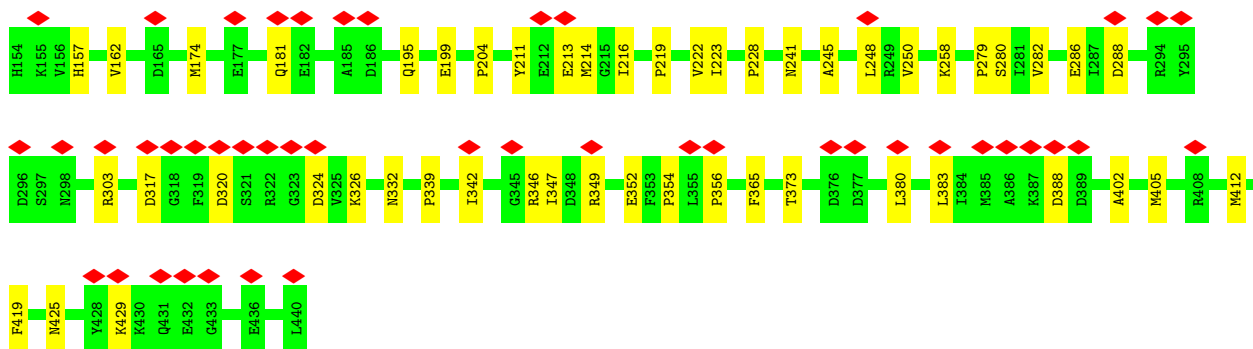 H154 K155 V156 H157 V162 D165 M174 E177 Q181 E182 A185 D186 Q195 E199 P204 Y211 E212 E213 M214 G215 I216 P219 V222 I223 P228 N241 A245 L248 R249 V250 K258 P279 S280 I281 V282 E286 I287 D288 R294 Y295
D296 S297 N298 R303 D317 G318 F319 D320 S321 R322 G323 D324 V325 K326 N332 P339 I342 G345 R346 I347 D348 R349 E352 F353 P354 L355 P356 F365 T373 D376 D377 L380 L383 I384 M385 A386 K387 D388 D389 A402 M405 R408 M412
F419 N425 Y428 K429 K430 Q431 E432 G433 E436 L440